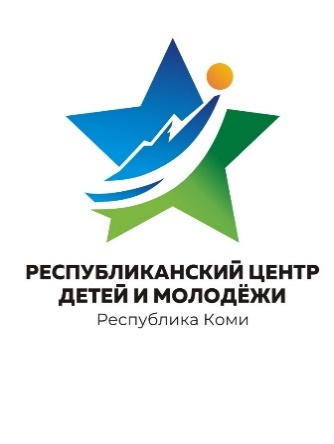 РЕСПУБЛИКАНСКИЙ ЦЕНТР
ДЕТЕЙ И МОЛОДЁЖИ
Республика Коми